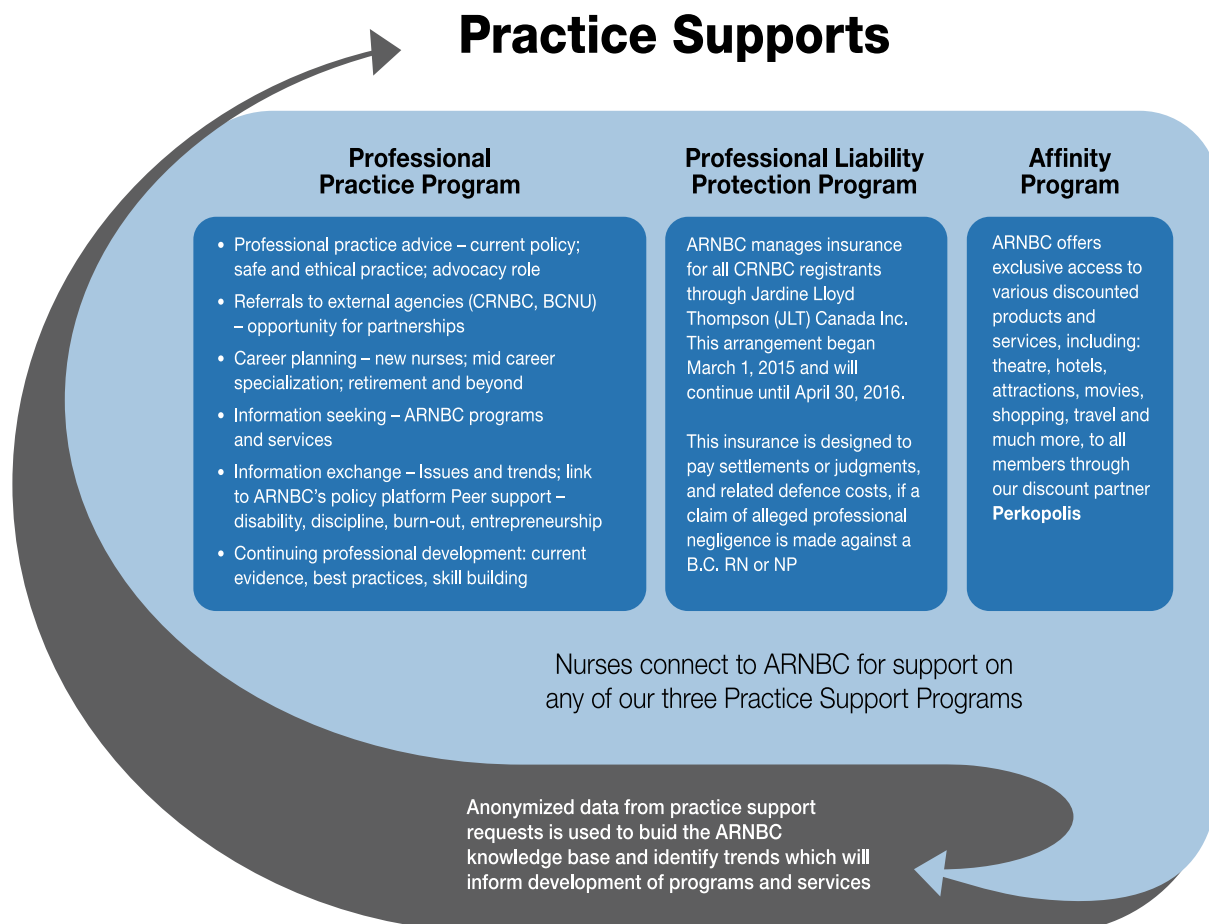 Practice Supports
Professional
Practice Program
• Professional practice advice – current policy;
safe and ethical practice; advocacy role
• Referrals to external agencies (CRNBC, BCNU)
– opportunity for partnerships
• Career planning – new nurses; mid career
specialization; retirement and beyond
• Information seeking – ARNBC programs
and services
• Information exchange – Issues and trends; link
to ARNBC's policy platform Peer support –
disability, discipline, burn-out, entrepreneurship
• Continuing professional development: current
evidence, best practices, skill building
Professional Liability
Protection Program
ARNBC manages insurance
for all CRNBC registrants
through Jardine Lloyd
Thompson (JLT) Canada Inc.
This arrangement began
March 1, 2015 and will
continue until April 30, 2016.
This insurance is designed to
pay settlements or judgments,
and related defence costs, if a
claim of alleged professional
negligence is made against a
B.C. RN or NP
Affinity
Program
ARNBC offers
exclusive access to
various discounted
products and
services, including:
theatre, hotels,
attractions, movies,
shopping, travel and
much more, to all
members through
our discount partner
Perkopolis
Nurses connect to ARNBC for support on
any of our three Practice Support Programs
Anonymized data from practice support
requests is used to buid the ARNBC
knowledge base and identify trends which will
inform development of programs and services